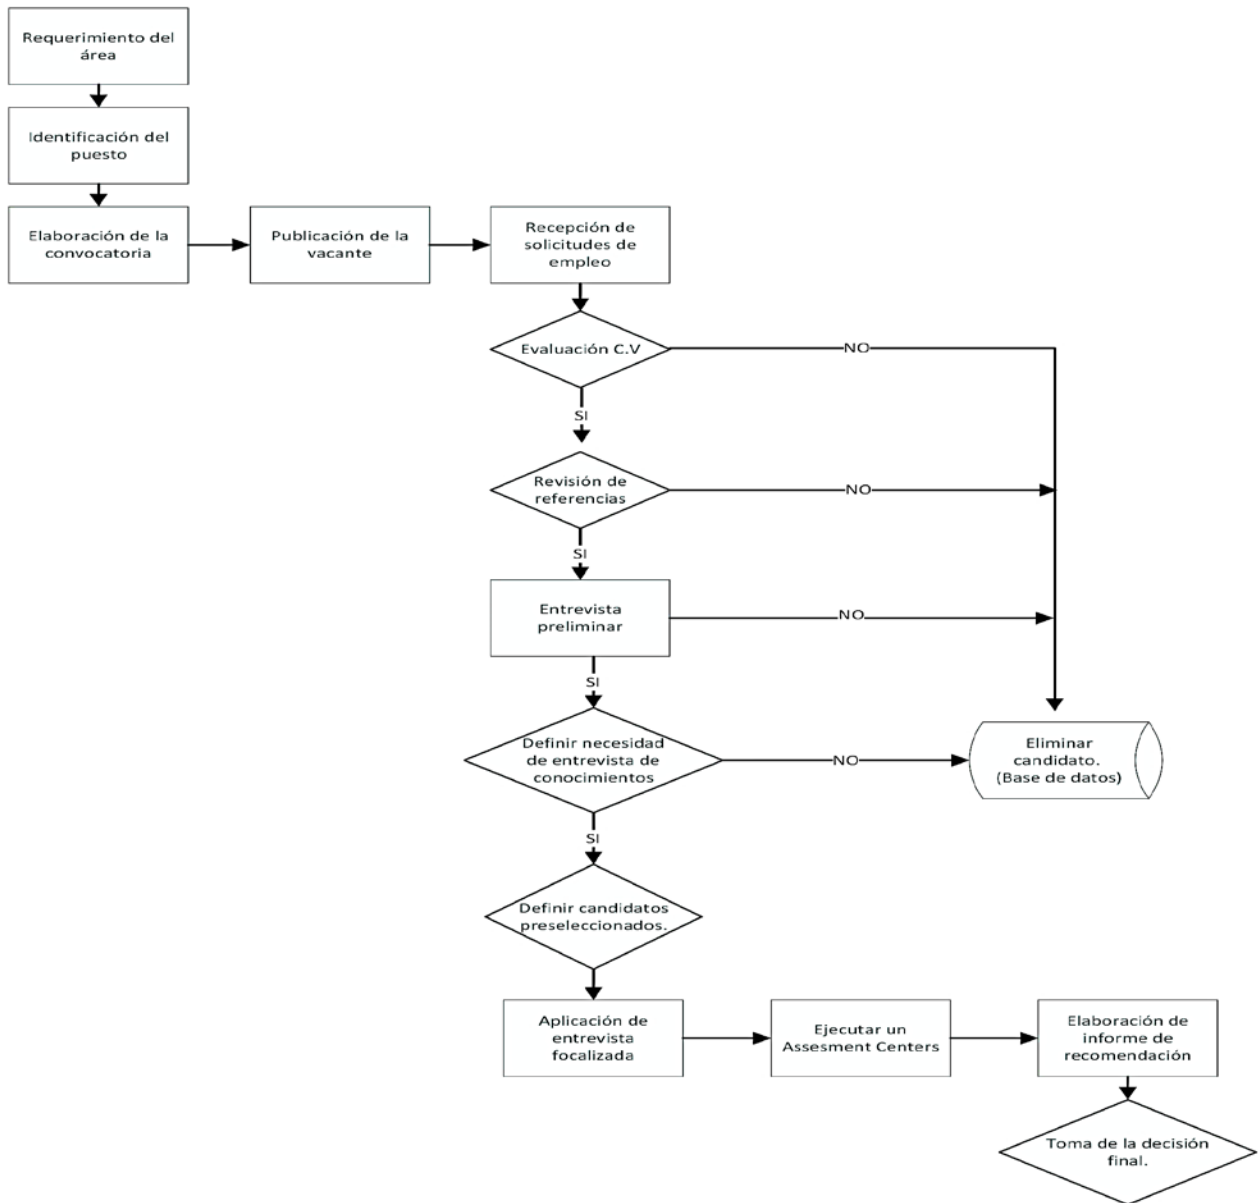 Requerimiento del
área
Identificación del
puesto
Elaboración de la
convocatoria
Publicación de la
vacante
Recepción de
solicitudes de
empleo
Evaluación C.V
NO
SI
Revisión de
referencias
NO
SI
Entrevista
preliminar
NO
SI
Definir necesidad
de entrevista de
conocimientos
NO
Eliminar
candidato.
(Base de datos)
SI
Definir candidatos
preseleccionados.
Aplicación de
entrevista
focalizada
Ejecutar un
Assesment Centers
Elaboración de
informe de
recomendación
Toma de la decisión
final.